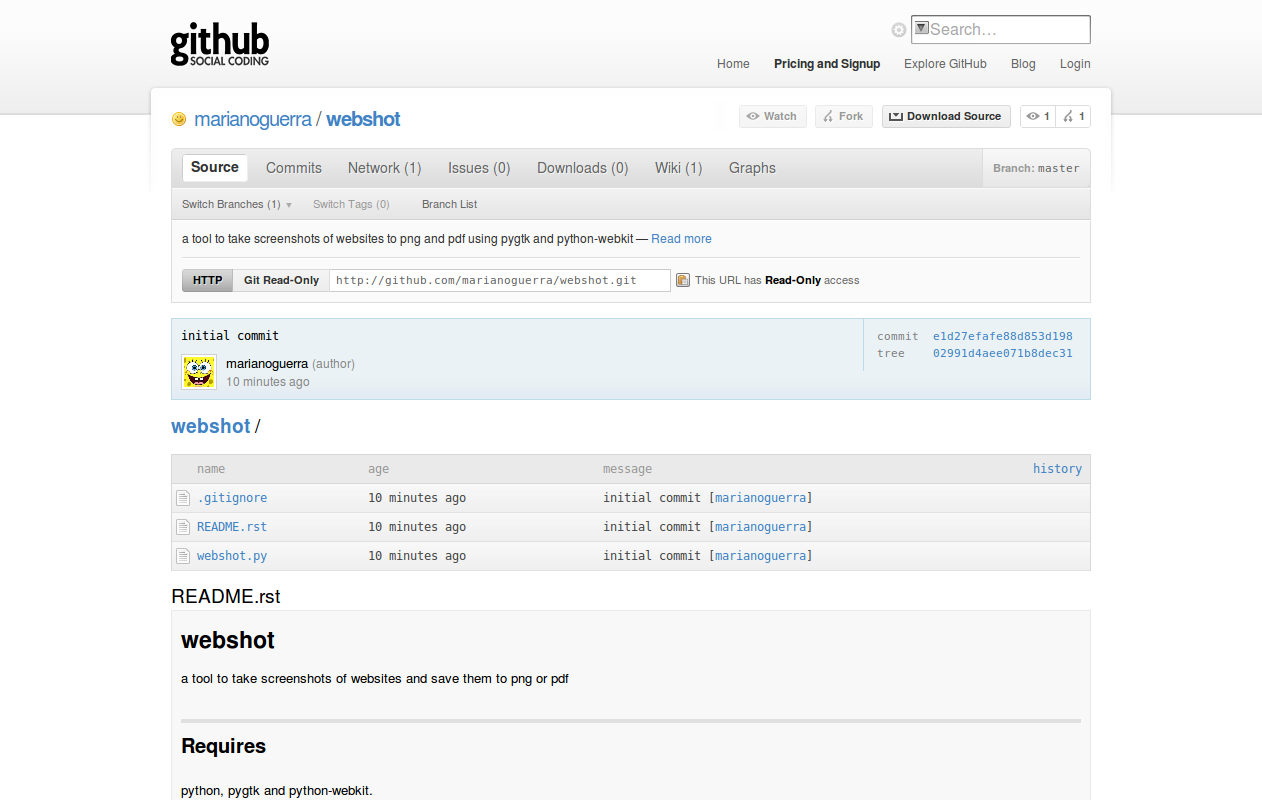 github
SOCIAL CODING
Search...
Home Pricing and Signup Explore GitHub Blog Login
marianoguerra / webshot
Watch Fork Download Source 1 1
Source Commits Network (1) Issues (0) Downloads (0) Wiki (1) Graphs Branch: master
Switch Branches (1) Switch Tags (0) Branch List
a tool to take screenshots of websites to png and pdf using pygtk and python-webkit — Read more
HTTP Git Read-Only http://github.com/marianoguerra/webshot.git This URL has Read-Only access
initial commit
marianoguerra (author)
10 minutes ago
commit e1d27efafe88d853d198
tree 02991d4aee071b8dec31
webshot /
name age message history
.gitignore 10 minutes ago initial commit [marianoguerra]
README.rst 10 minutes ago initial commit [marianoguerra]
webshot.py 10 minutes ago initial commit [marianoguerra]
README.rst
webshot
a tool to take screenshots of websites and save them to png or pdf
Requires
python, pygtk and python-webkit.